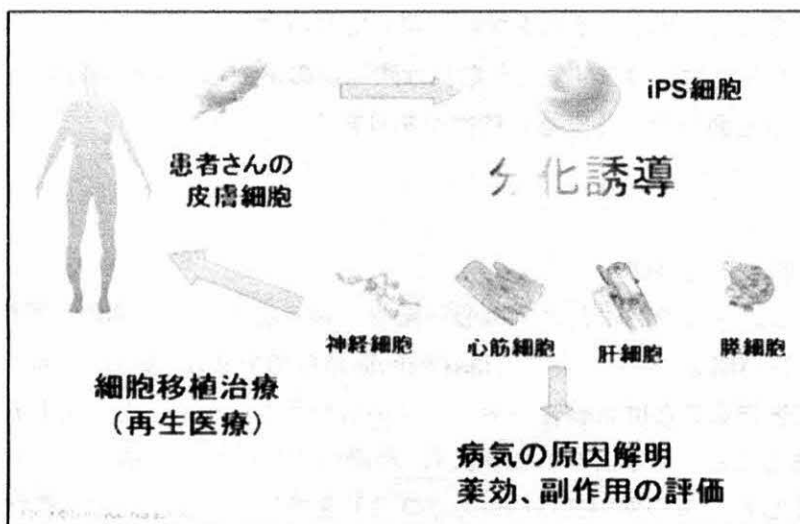 iPS細胞
患者さんの
皮膚細胞
分化誘導
神経細胞
心筋細胞
肝細胞
膵細胞
細胞移植治療
(再生医療)
病気の原因解明
薬効、副作用の評価